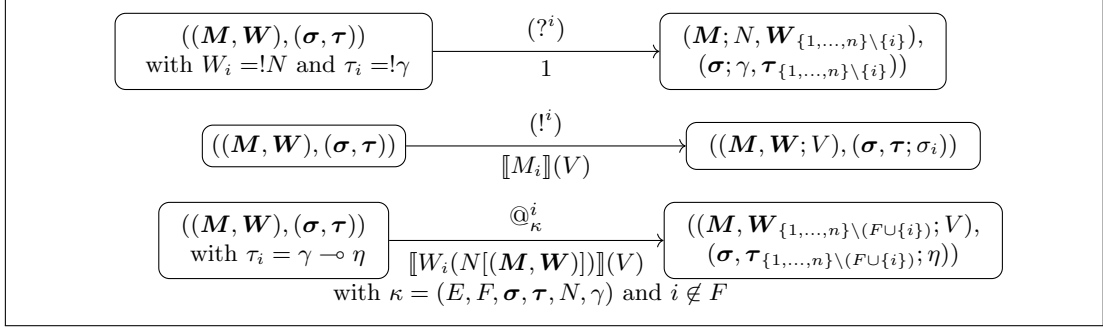 ((𝑴, 𝑾), (𝝈, 𝝉)) (?ⁱ) (𝑴; N, 𝑾_{{1,...,n}\{i}}),
with W_i =!N and τ_i =!γ 1 (𝝈; γ, 𝝉_{{1,...,n}\{i}}))
((𝑴, 𝑾), (𝝈, 𝝉)) (!ⁱ) ((𝑴, 𝑾; V), (𝝈, 𝝉; σ_i))
⟦M_i⟧(V)
((𝑴, 𝑾), (𝝈, 𝝉)) @^i_κ ((𝑴, 𝑾_{{1,...,n}\(F∪{i})}; V),
with τ_i = γ ⊸ η ⟦W_i(N[(𝑴, 𝑾)])⟧(V) (𝝈, 𝝉_{{1,...,n}\(F∪{i})}; η))
with κ = (E, F, 𝝈, 𝝉, N, γ) and i ∉ F